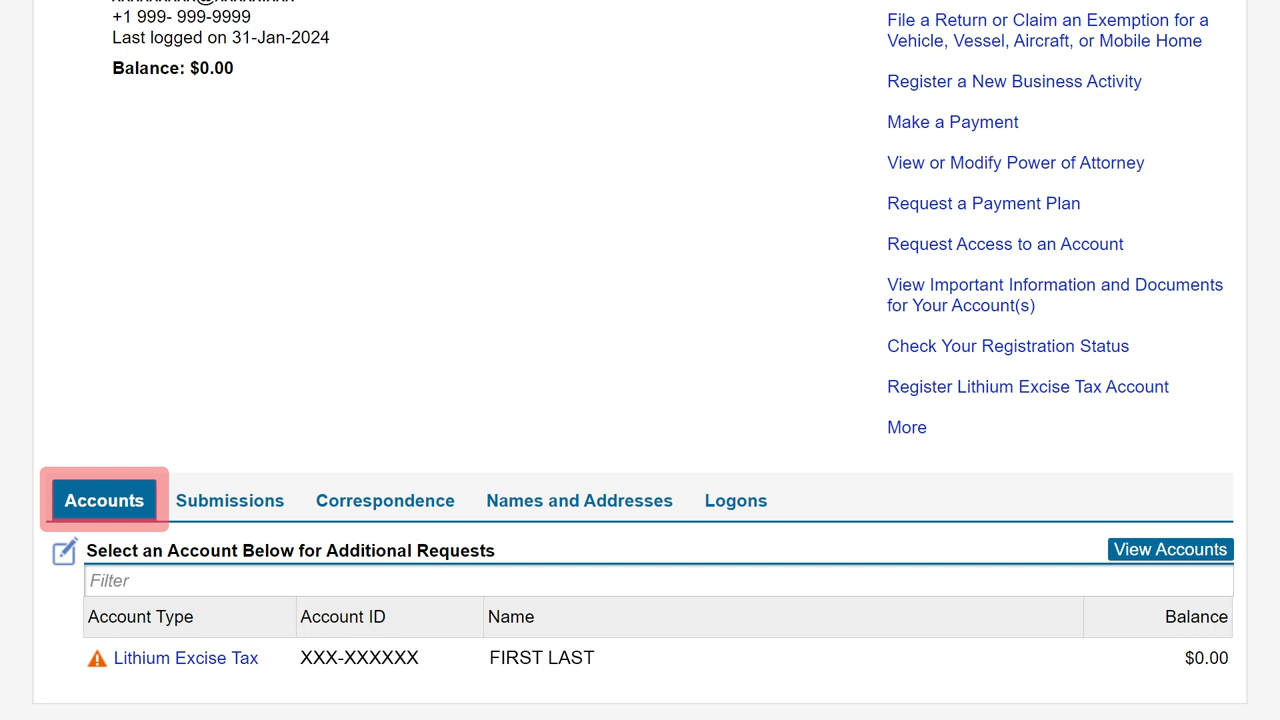 +1 999- 999-9999
Last logged on 31-Jan-2024
Balance: $0.00
File a Return or Claim an Exemption for a
Vehicle, Vessel, Aircraft, or Mobile Home
Register a New Business Activity
Make a Payment
View or Modify Power of Attorney
Request a Payment Plan
Request Access to an Account
View Important Information and Documents
for Your Account(s)
Check Your Registration Status
Register Lithium Excise Tax Account
More
Accounts Submissions Correspondence Names and Addresses Logons
Select an Account Below for Additional Requests View Accounts
Filter
Account Type Account ID Name Balance
Lithium Excise Tax XXX-XXXXXX FIRST LAST $0.00